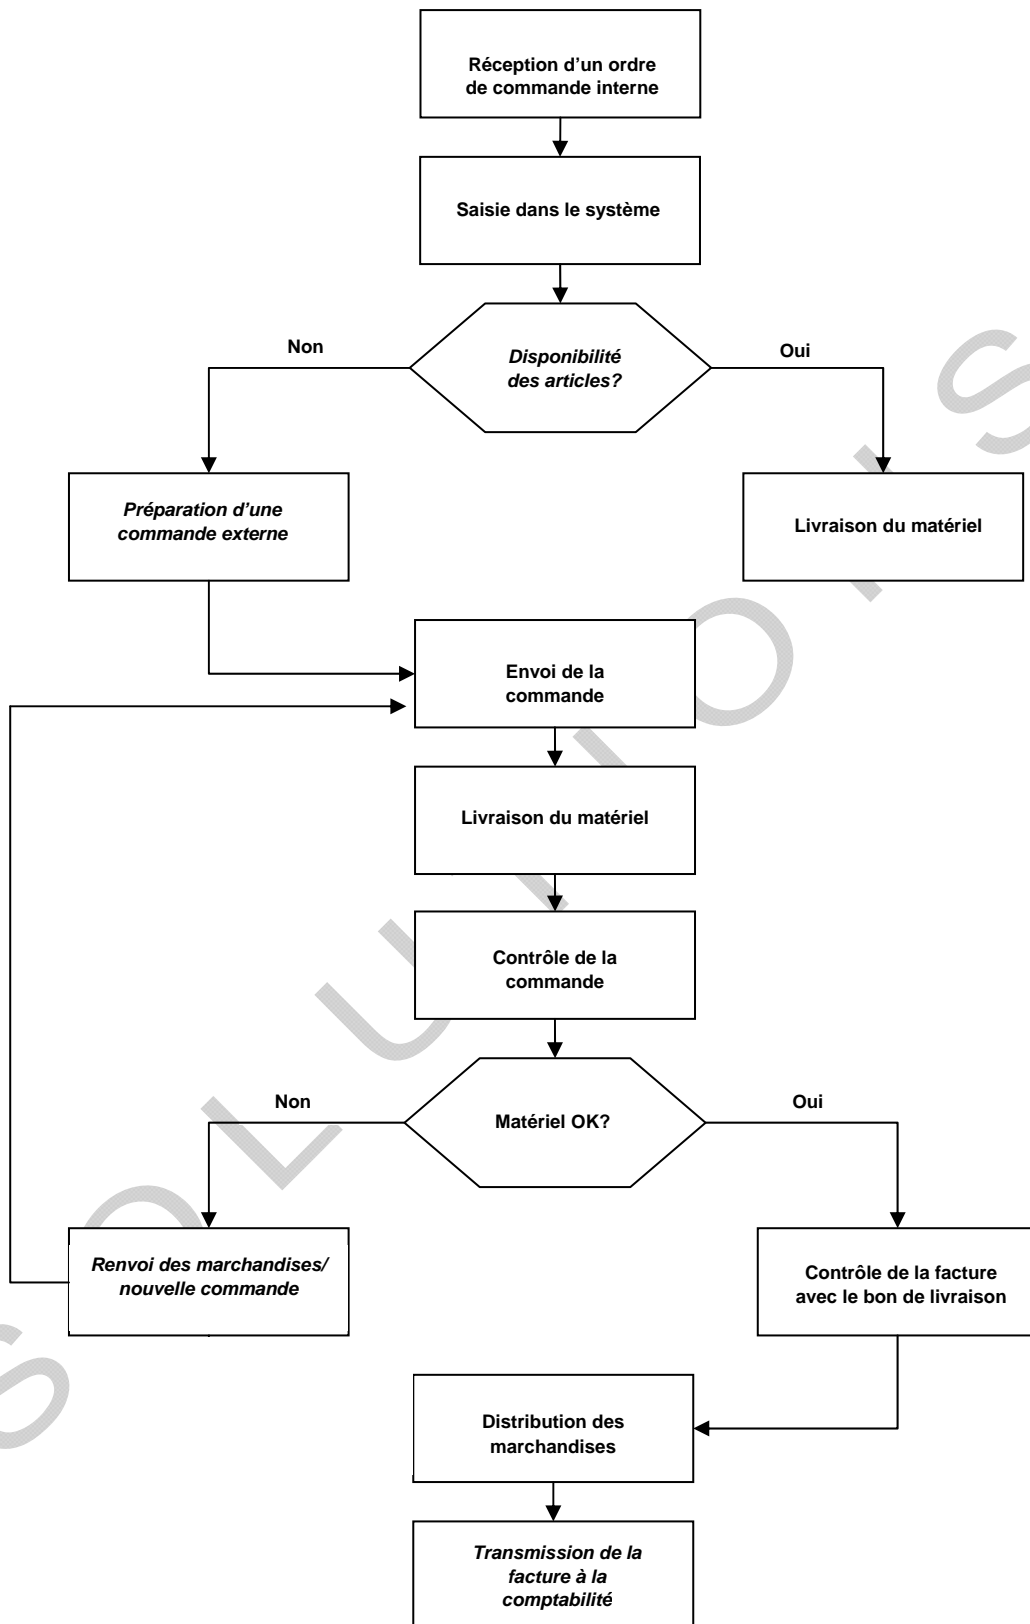 Réception d’un ordre
de commande interne
Saisie dans le système
Non
Disponibilité
des articles?
Oui
Préparation d’une
commande externe
Livraison du matériel
Envoi de la
commande
Livraison du matériel
Contrôle de la
commande
Non
Matériel OK?
Oui
Renvoi des marchandises/
nouvelle commande
Contrôle de la facture
avec le bon de livraison
Distribution des
marchandises
Transmission de la
facture à la
comptabilité
SOLUTIONS